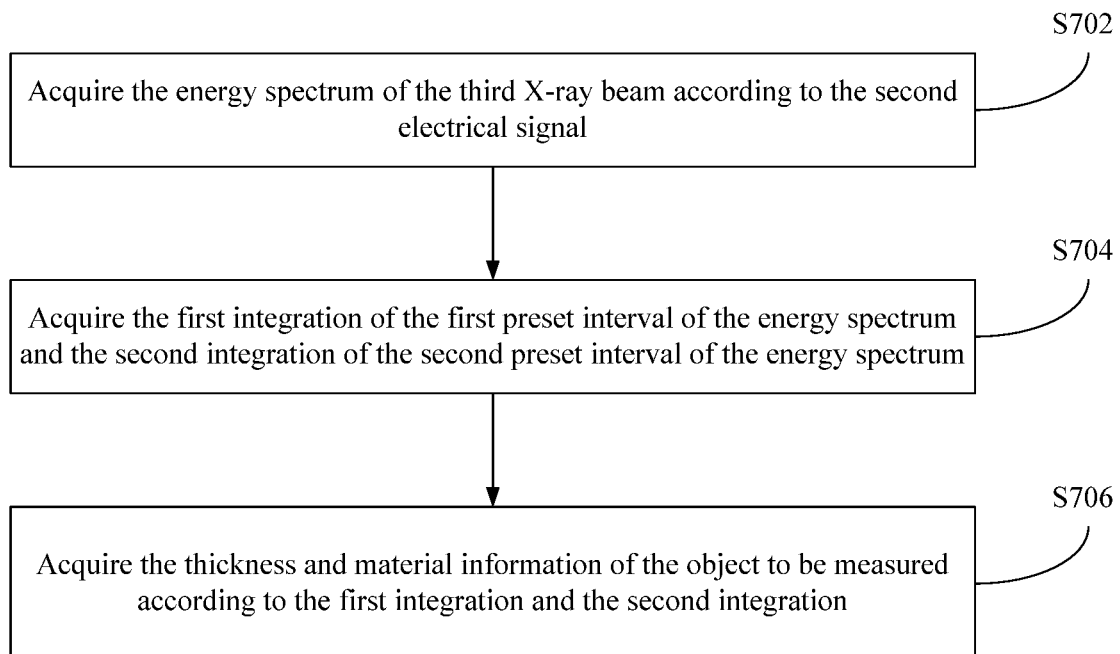 S702
Acquire the energy spectrum of the third X-ray beam according to the second
electrical signal
S704
Acquire the first integration of the first preset interval of the energy spectrum
and the second integration of the second preset interval of the energy spectrum
S706
Acquire the thickness and material information of the object to be measured
according to the first integration and the second integration